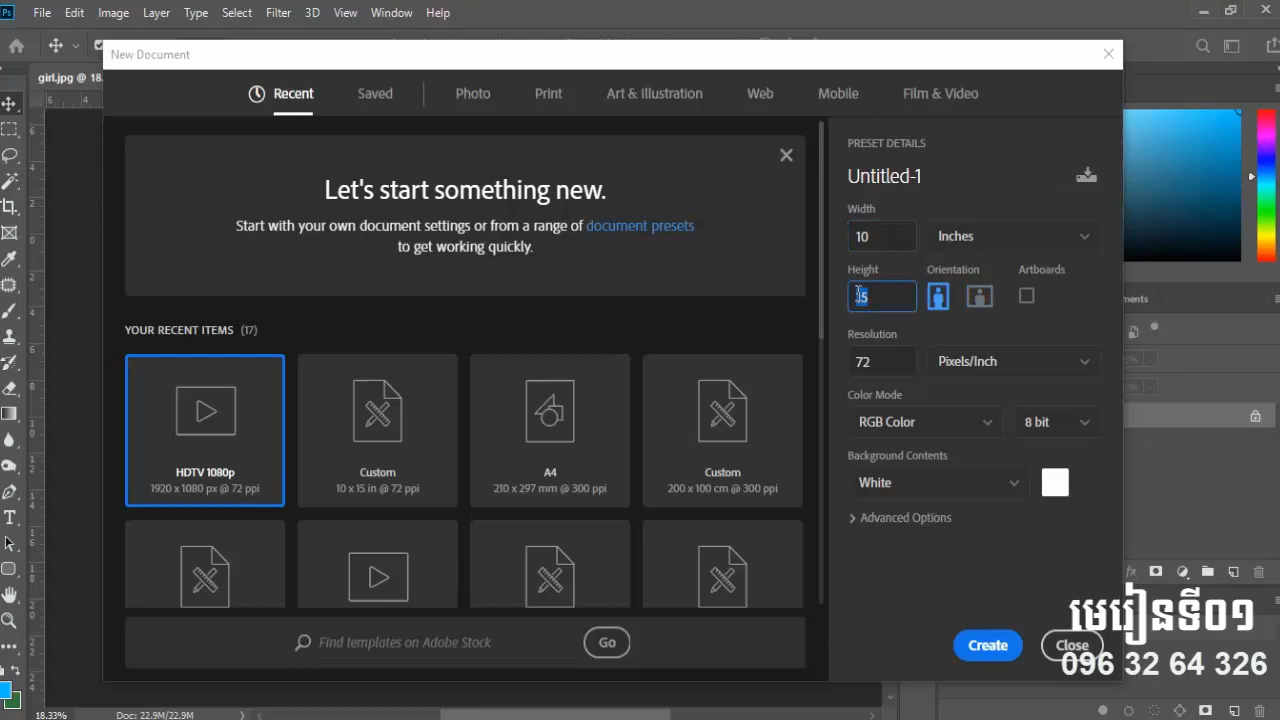 Ps File Edit Image Layer Type Select Filter 3D View Window Help
girl.jpg @ 18.
New Document
Recent Saved Photo Print Art & Illustration Web Mobile Film & Video
Let's start something new.
Start with your own document settings or from a range of document presets
to get working quickly.
YOUR RECENT ITEMS (17)
HDTV 1080p
1920 x 1080 px @ 72 ppi
Custom
10 x 15 in @ 72 ppi
A4
210 x 297 mm @ 300 ppi
Custom
200 x 100 cm @ 300 ppi
Find templates on Adobe Stock
Go
PRESET DETAILS
Untitled-1
Width
10 Inches
Height Orientation Artboards
15
Resolution
72 Pixels/Inch
Color Mode
RGB Color 8 bit
Background Contents
White
Advanced Options
Create Close
មេរៀនទី០១
096 32 64 326
18.33% Doc: 22.9M/22.9M